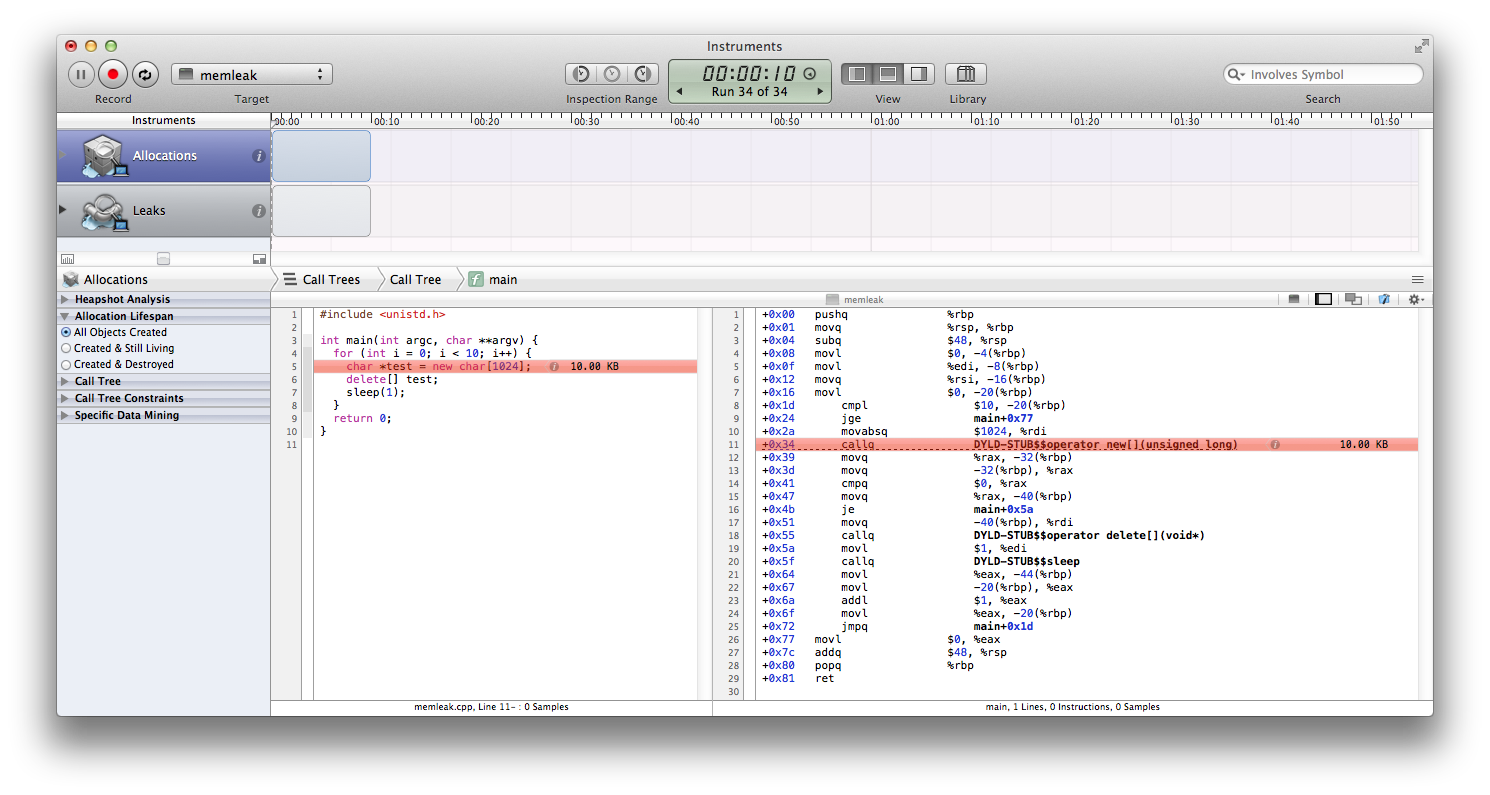 Instruments
memleak
00:00:10
Run 34 of 34
Involves Symbol
Record
Target
Inspection Range
View
Library
Search
Instruments
00:00 00:10 00:20 00:30 00:40 00:50 01:00 01:10 01:20 01:30 01:40 01:50
Allocations
Leaks
Allocations
Call Trees
Call Tree
main
Heapshot Analysis
Allocation Lifespan
All Objects Created
Created & Still Living
Created & Destroyed
Call Tree
Call Tree Constraints
Specific Data Mining
memleak
1 #include <unistd.h>
2
3 int main(int argc, char **argv) {
4 for (int i = 0; i < 10; i++) {
5 char *test = new char[1024]; 10.00 KB
6 delete[] test;
7 sleep(1);
8 }
9 return 0;
10 }
11
1 +0x00 pushq %rbp
2 +0x01 movq %rsp, %rbp
3 +0x04 subq $48, %rsp
4 +0x08 movl $0, -4(%rbp)
5 +0x0f movl %edi, -8(%rbp)
6 +0x12 movq %rsi, -16(%rbp)
7 +0x16 movl $0, -20(%rbp)
8 +0x1d cmpl $10, -20(%rbp)
9 +0x24 jge main+0x77
10 +0x2a movabsq $1024, %rdi
11 +0x34 callq DYLD-STUB$$operator new[](unsigned long) 10.00 KB
12 +0x39 movq %rax, -32(%rbp)
13 +0x3d movq -32(%rbp), %rax
14 +0x41 cmpq $0, %rax
15 +0x47 movq %rax, -40(%rbp)
16 +0x4b je main+0x5a
17 +0x51 movq -40(%rbp), %rdi
18 +0x55 callq DYLD-STUB$$operator delete[](void*)
19 +0x5a movl $1, %edi
20 +0x5f callq DYLD-STUB$$sleep
21 +0x64 movl %eax, -44(%rbp)
22 +0x67 movl -20(%rbp), %eax
23 +0x6a addl $1, %eax
24 +0x6f movl %eax, -20(%rbp)
25 +0x72 jmpq main+0x1d
26 +0x77 movl $0, %eax
27 +0x7c addq $48, %rsp
28 +0x80 popq %rbp
29 +0x81 ret
30
memleak.cpp, Line 11- : 0 Samples
main, 1 Lines, 0 Instructions, 0 Samples